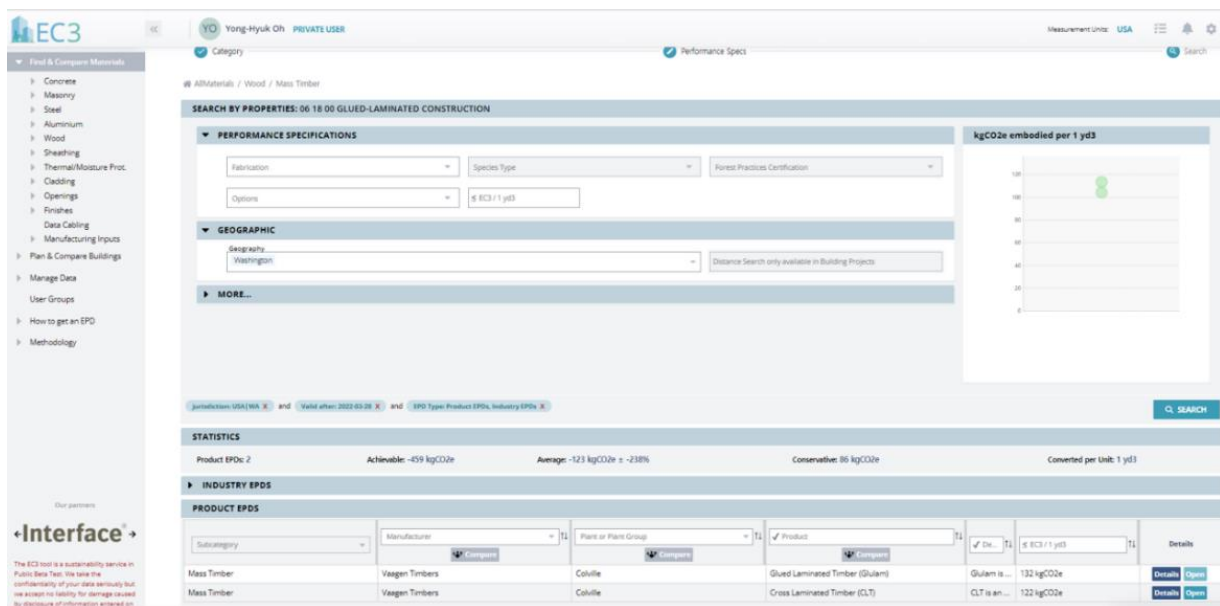 EC3
YO Yong-Hyuk Oh PRIVATE USER
Measurement Units: USA
Category
Performance Specs
Search
Find & Compare Materials
Concrete
Masonry
Steel
Aluminium
Wood
Sheathing
Thermal/Moisture Prot.
Cladding
Openings
Finishes
Data Cabling
Manufacturing Inputs
Plan & Compare Buildings
Manage Data
User Groups
How to get an EPD
Methodology
Our partners
Interface®
The EC3 tool is a sustainability service in
Public Beta Test. We take the
confidentiality of your data seriously but
we accept no liability for damage caused
by disclosure of information entered on
AllMaterials / Wood / Mass Timber
SEARCH BY PROPERTIES: 06 18 00 GLUED-LAMINATED CONSTRUCTION
PERFORMANCE SPECIFICATIONS
Fabrication
Species Type
Forest Practices Certification
Options
≤ EC3 / 1 yd3
GEOGRAPHIC
Geography
Washington
Distance Search only available in Building Projects
MORE...
kgCO2e embodied per 1 yd3
120
100
80
60
40
20
0
Jurisdiction: USA|WA X and Valid after: 2022-03-28 X and EPD Type: Product EPDs, Industry EPDs X
SEARCH
STATISTICS
Product EPDs: 2 Achievable: -459 kgCO2e Average: -123 kgCO2e ± -238% Conservative: 86 kgCO2e Converted per Unit: 1 yd3
INDUSTRY EPDS
PRODUCT EPDS
Subcategory Manufacturer Plant or Plant Group Product De... ≤ EC3 / 1 yd3 Details
Compare Compare Compare
Mass Timber Vaagen Timbers Colville Glued Laminated Timber (Glulam) Glulam is ... 132 kgCO2e Details Open
Mass Timber Vaagen Timbers Colville Cross Laminated Timber (CLT) CLT is an ... 122 kgCO2e Details Open